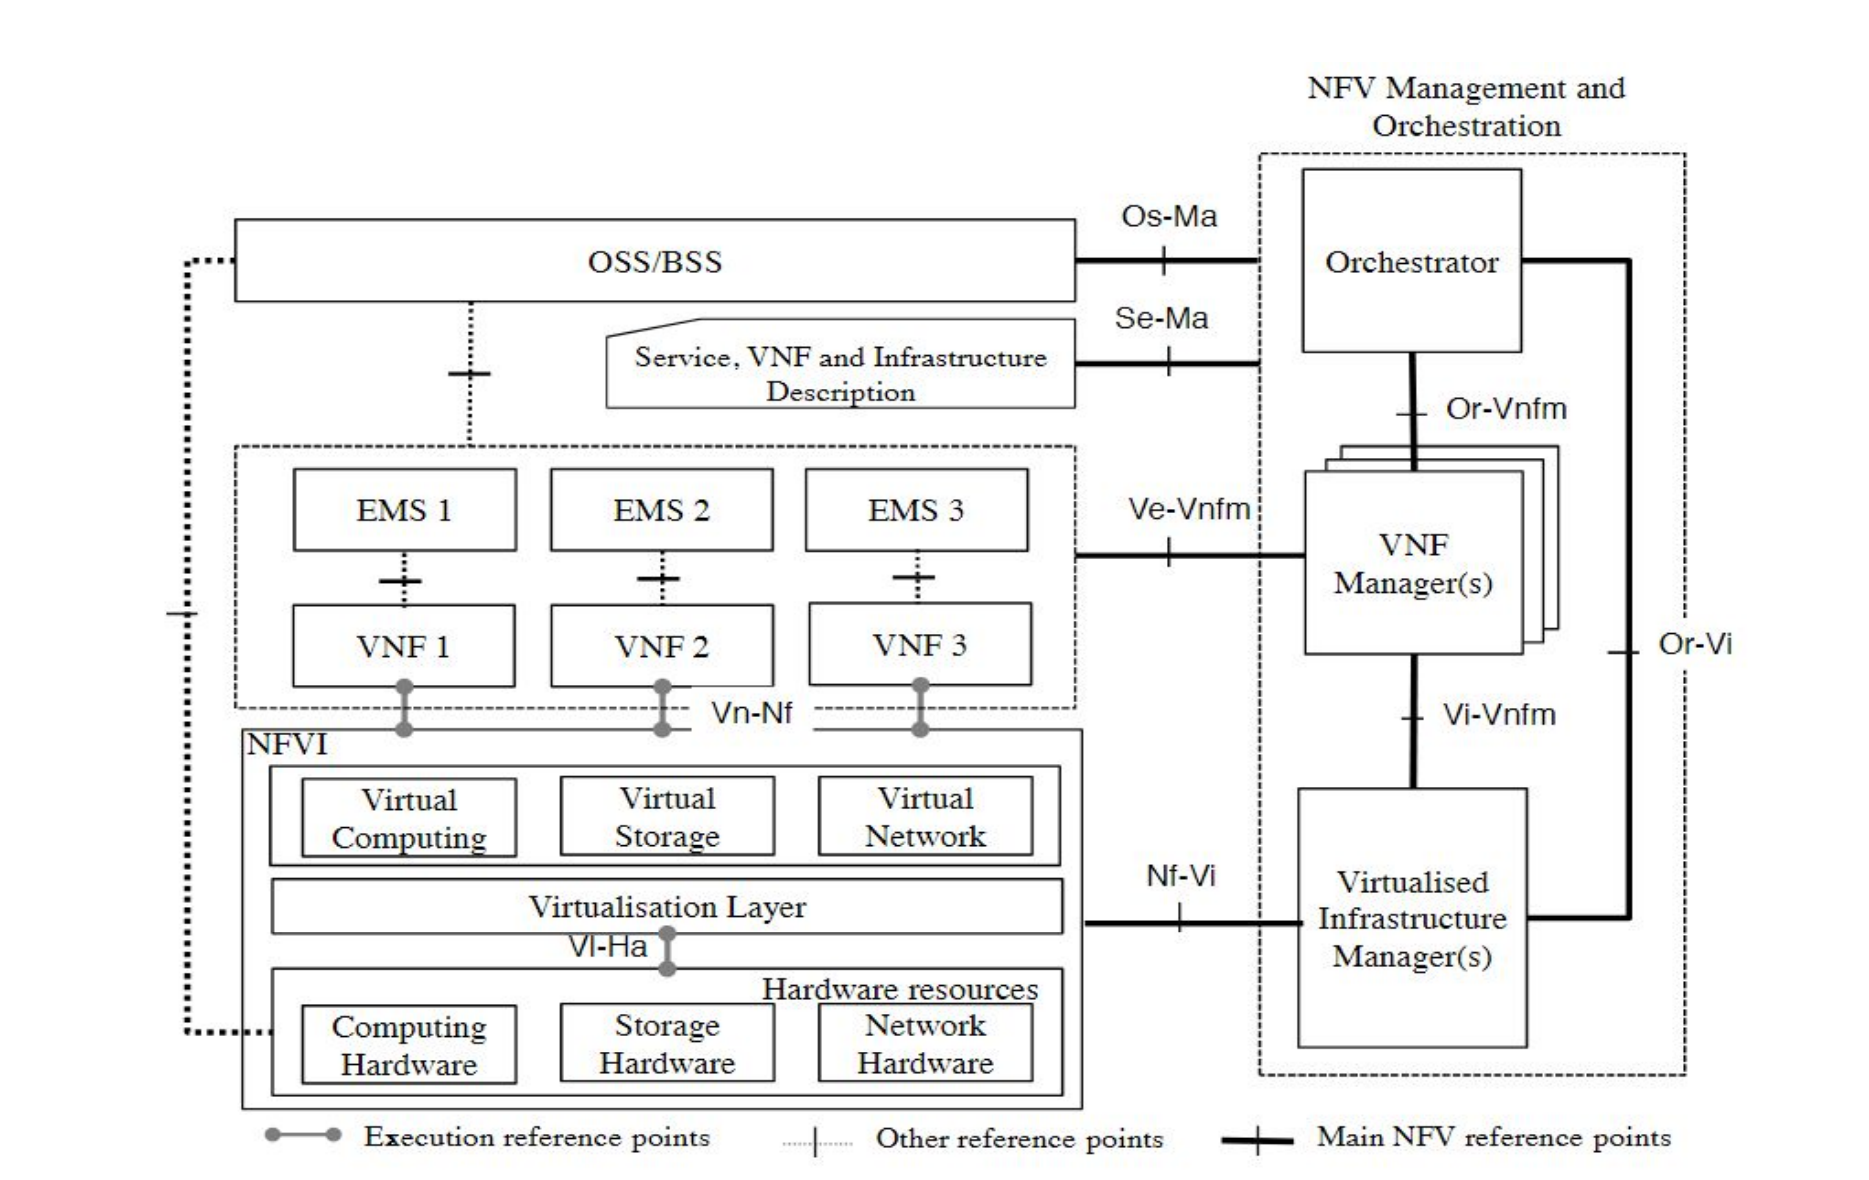 NFV Management and
Orchestration
Os-Ma
OSS/BSS
Orchestrator
Se-Ma
Service, VNF and Infrastructure
Description
Or-Vnfm
EMS 1
EMS 2
EMS 3
Ve-Vnfm
VNF
Manager(s)
VNF 1
VNF 2
VNF 3
Or-Vi
Vn-Nf
Vi-Vnfm
NFVI
Virtual
Computing
Virtual
Storage
Virtual
Network
Nf-Vi
Virtualised
Infrastructure
Manager(s)
Virtualisation Layer
Vl-Ha
Hardware resources
Computing
Hardware
Storage
Hardware
Network
Hardware
Execution reference points
Other reference points
Main NFV reference points